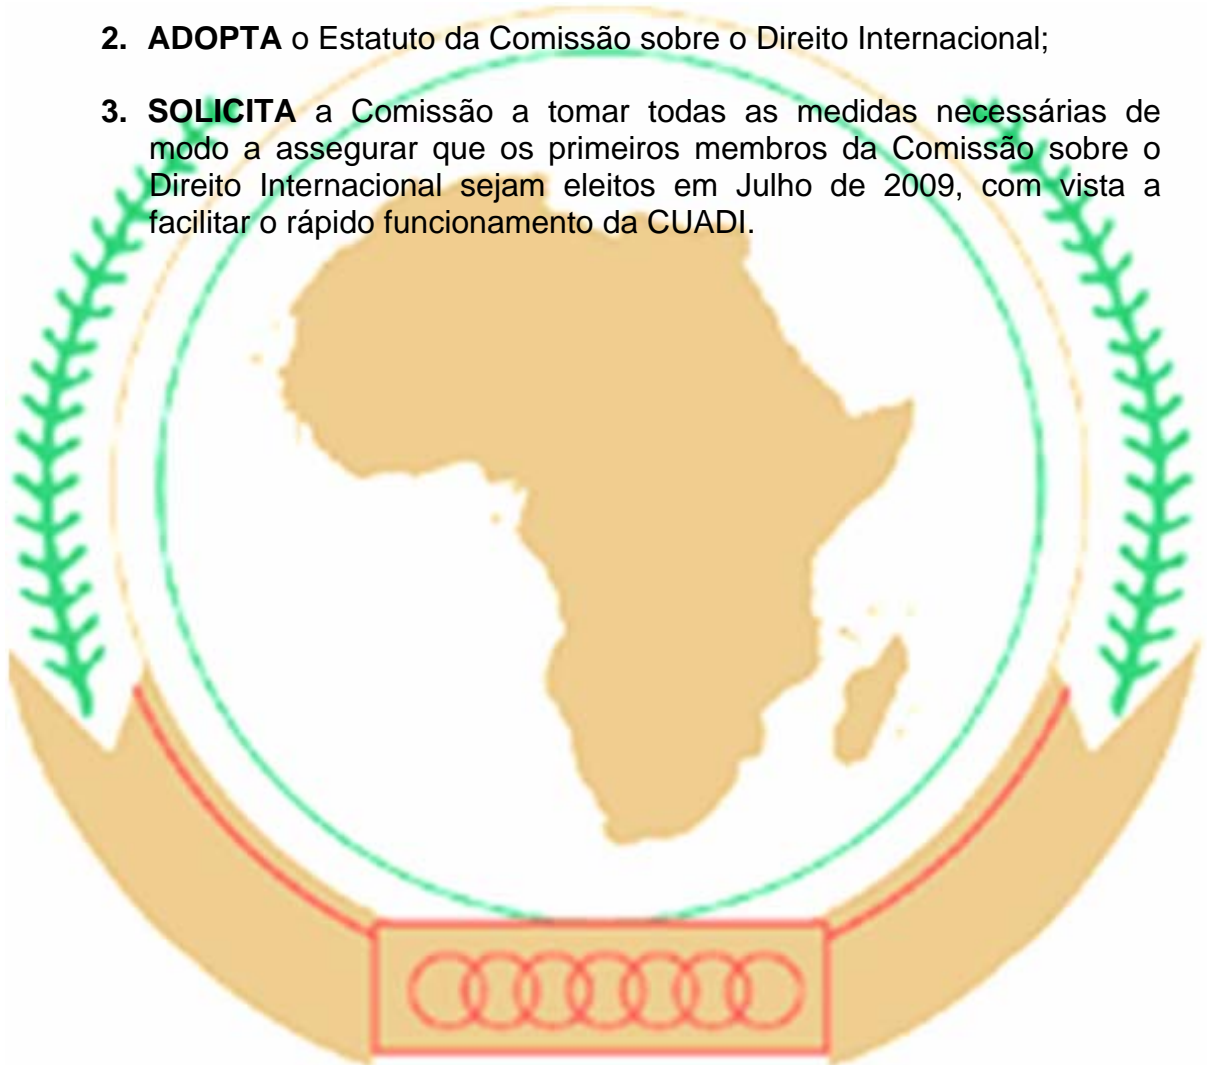 2. ADOPTA o Estatuto da Comissão sobre o Direito Internacional;
3. SOLICITA a Comissão a tomar todas as medidas necessárias de
modo a assegurar que os primeiros membros da Comissão sobre o
Direito Internacional sejam eleitos em Julho de 2009, com vista a
facilitar o rápido funcionamento da CUADI.